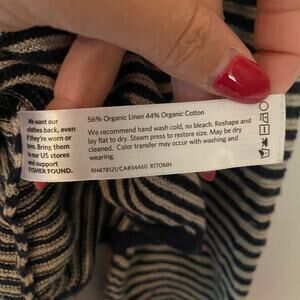 We want our
clothes back, even
if they're worn or
torn. Bring them
to our US stores
and support
FISHER FOUND.
56% Organic Linen 44% Organic Cotton
We recommend hand wash cold, no bleach. Reshape and
lay flat to dry. Steam press to restore size. May be dry
cleaned. Color transfer may occur with washing and
wearing.
RN#78121/CA#34460 R1JOMH